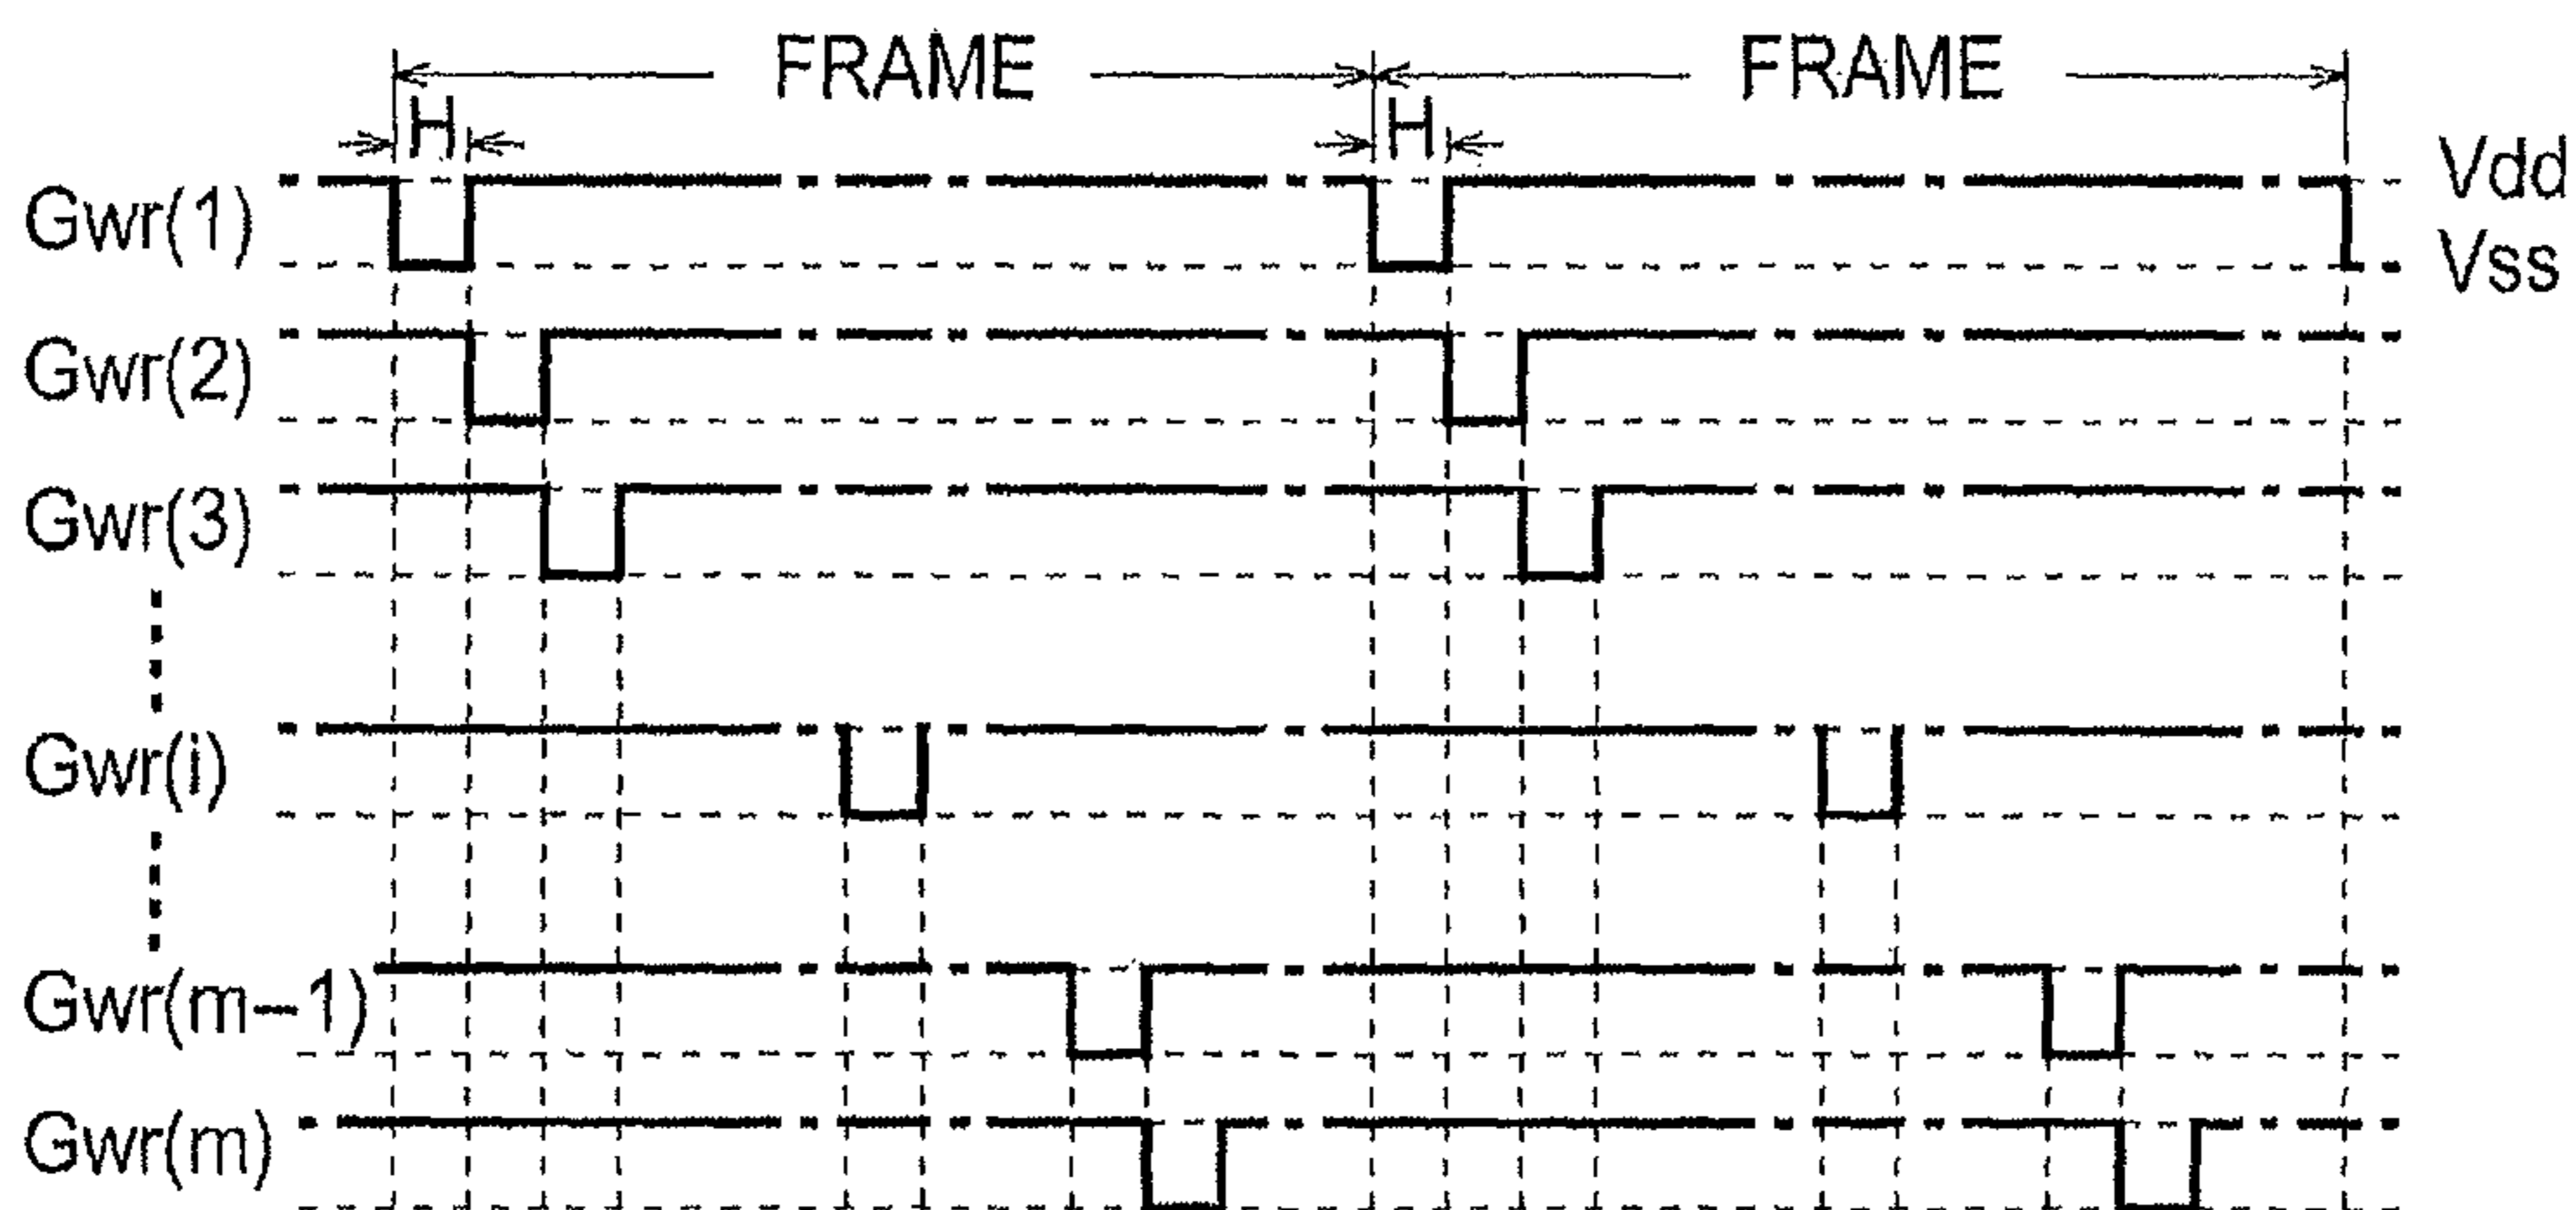 FRAME FRAME
H H
Vdd
Gwr(1)
Vss
Gwr(2)
Gwr(3)
Gwr(i)
Gwr(m-1)
Gwr(m)